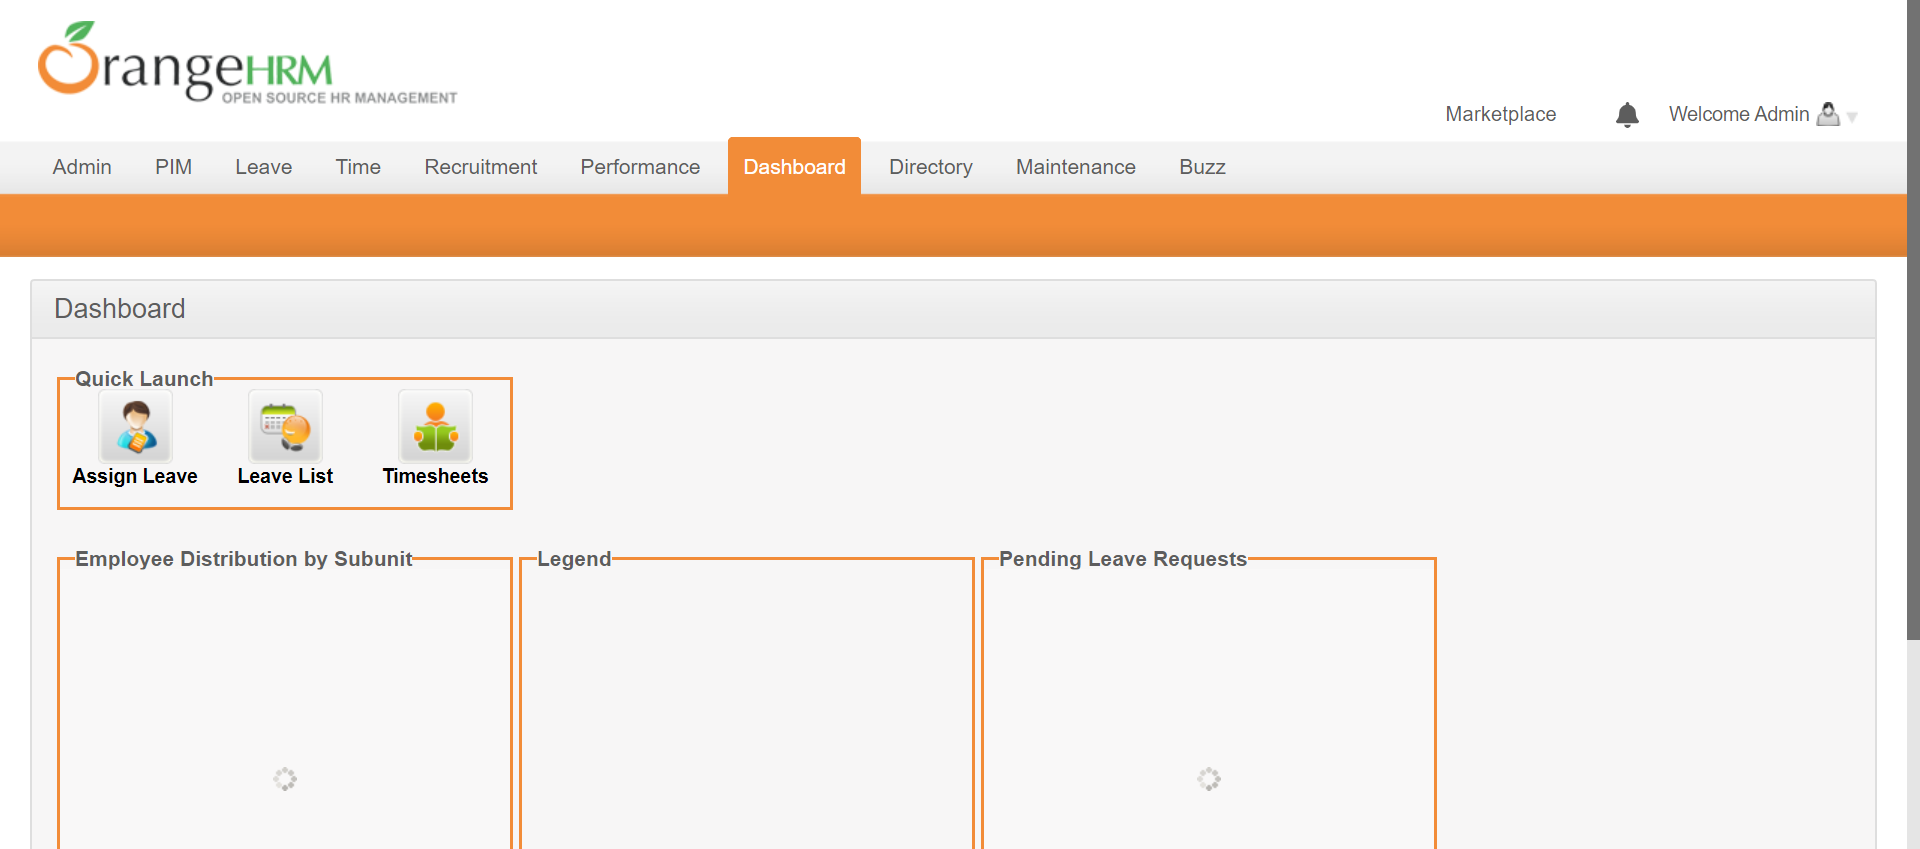 OrangeHRM
OPEN SOURCE HR MANAGEMENT
Marketplace
Welcome Admin
Admin PIM Leave Time Recruitment Performance Dashboard Directory Maintenance Buzz
Dashboard
Quick Launch
Assign Leave Leave List Timesheets
Employee Distribution by Subunit Legend Pending Leave Requests